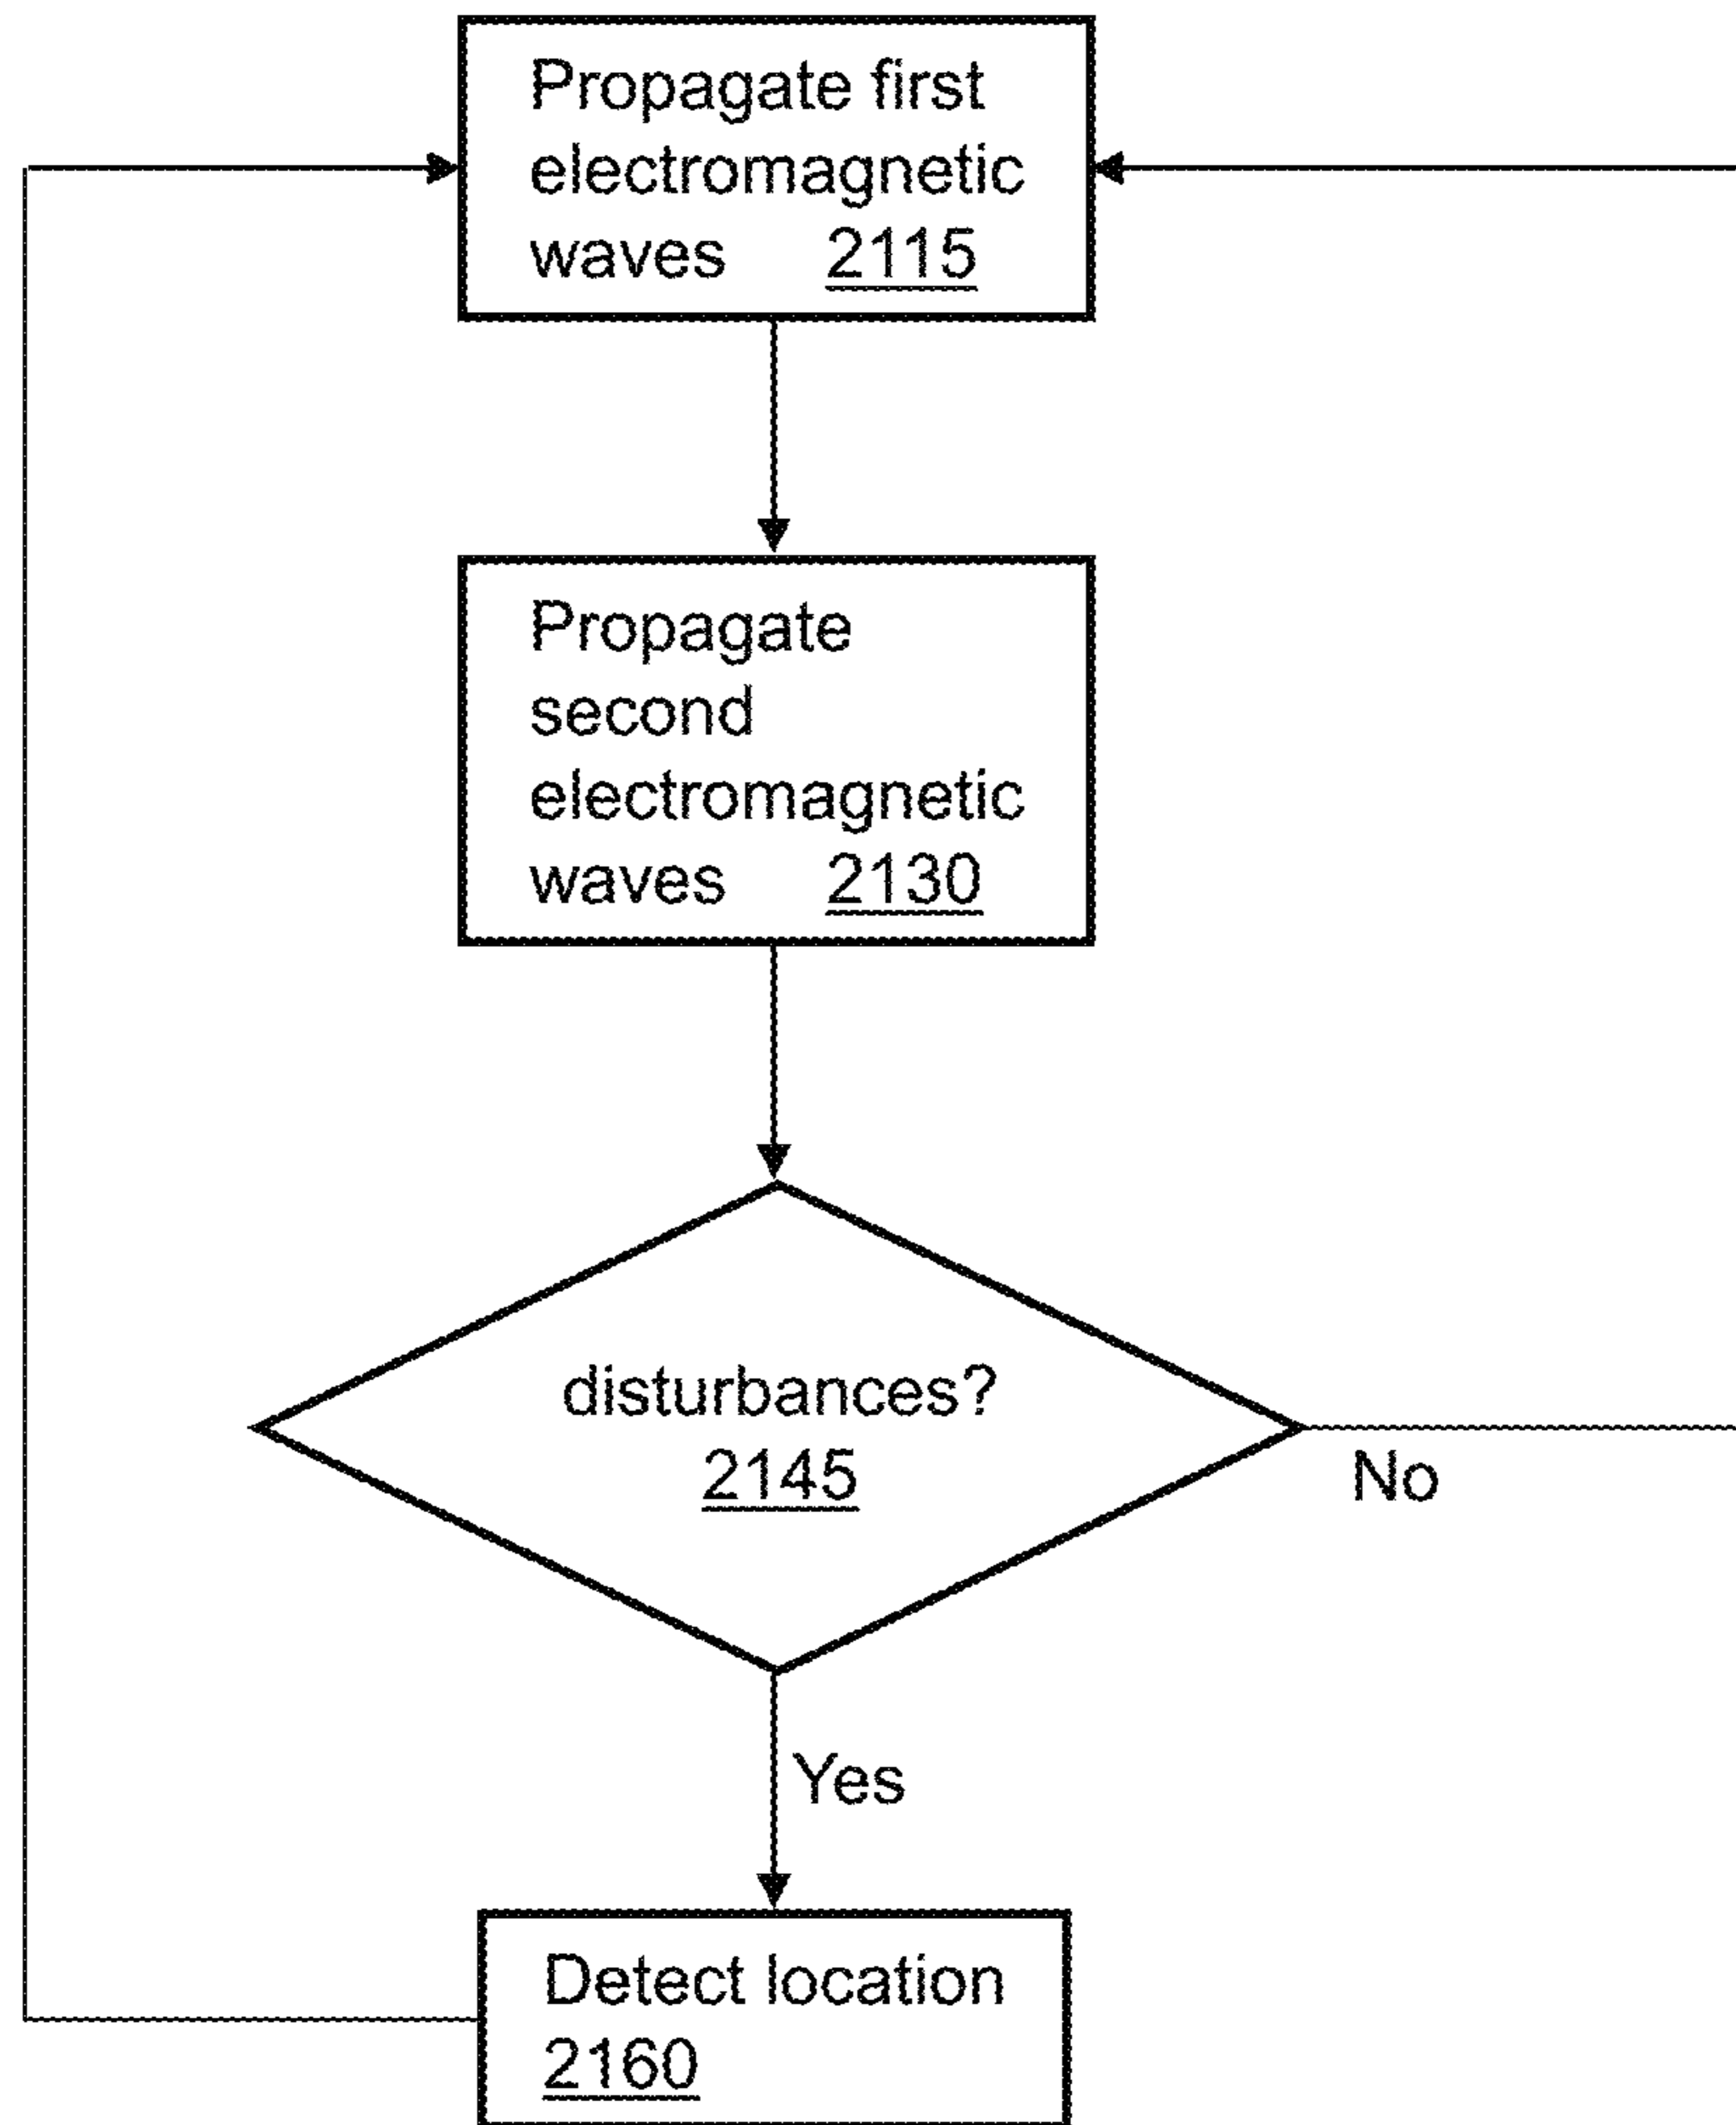 Propagate first
electromagnetic
waves 2115
Propagate
second
electromagnetic
waves 2130
disturbances?
2145
No
Yes
Detect location
2160